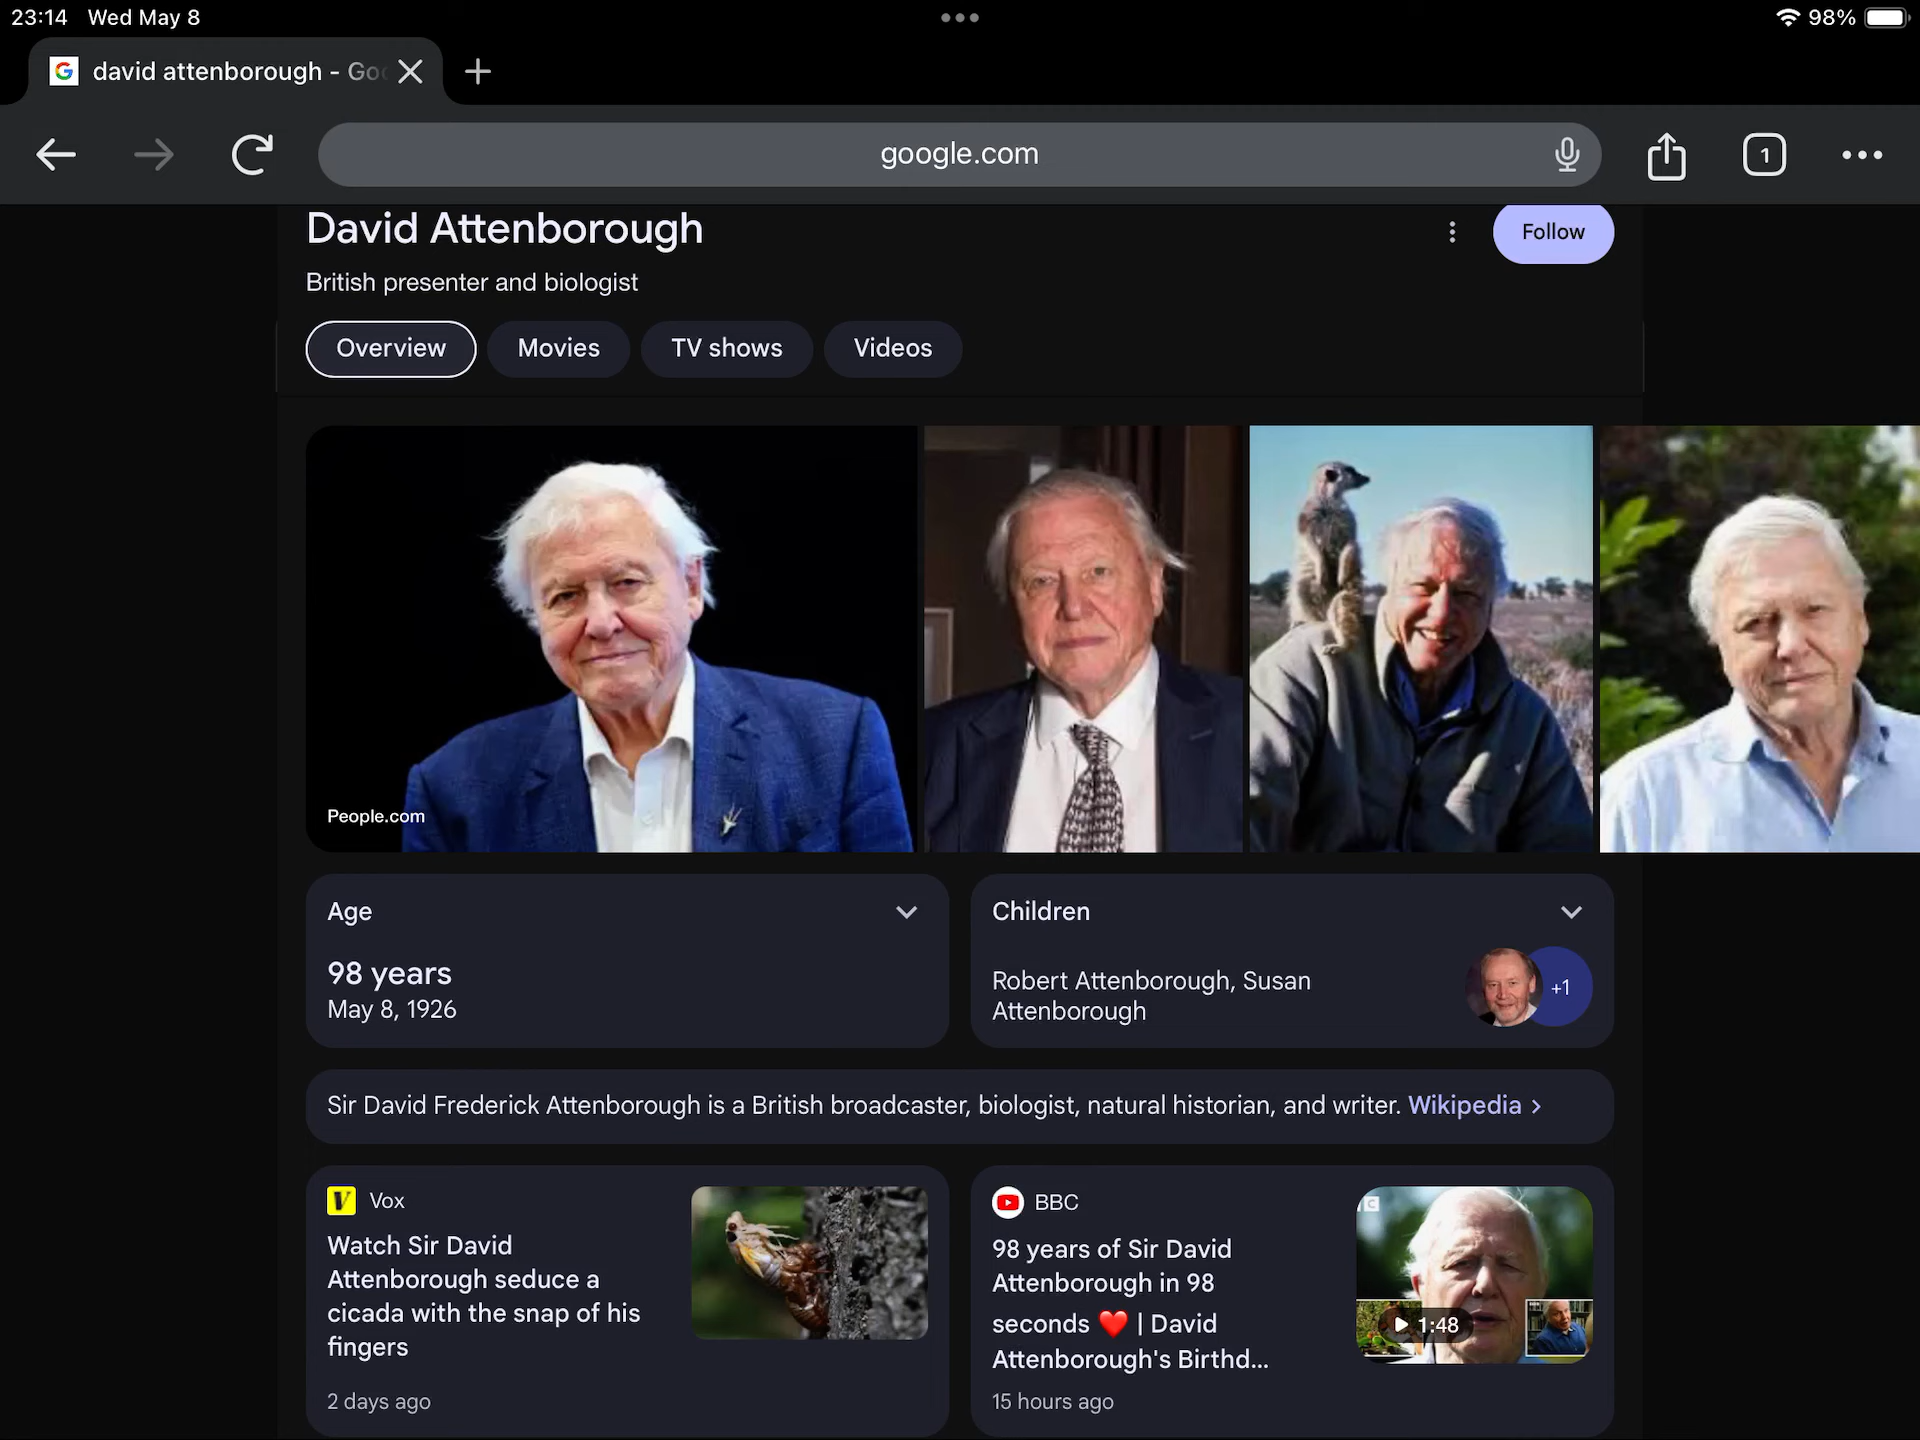 23:14 Wed May 8
98%
david attenborough - Goo
google.com
1
David Attenborough
Follow
British presenter and biologist
Overview
Movies
TV shows
Videos
People.com
Age
98 years
May 8, 1926
Children
Robert Attenborough, Susan
Attenborough
+1
Sir David Frederick Attenborough is a British broadcaster, biologist, natural historian, and writer. Wikipedia
Vox
Watch Sir David
Attenborough seduce a
cicada with the snap of his
fingers
2 days ago
BBC
98 years of Sir David
Attenborough in 98
seconds ❤️ | David
Attenborough's Birthd...
1:48
15 hours ago